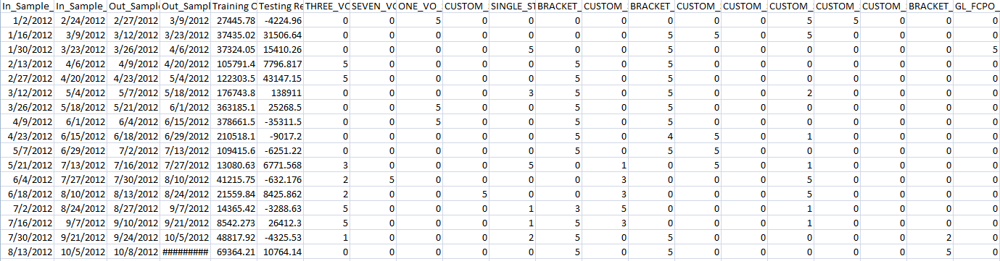 In_Sample_ In_Sample_ Out_Sampl Out_Sampl Training C Testing Re THREE_VO SEVEN_VO ONE_VO_ CUSTOM_ SINGLE_ST BRACKET_ CUSTOM_ BRACKET_ CUSTOM_ CUSTOM_ CUSTOM_ CUSTOM_ CUSTOM_ BRACKET_ GL_FCPO_
1/2/2012 2/24/2012 2/27/2012 3/9/2012 27445.78 -4224.96 0 0 5 0 0 0 0 0 0 0 5 5 0 0 0
1/16/2012 3/9/2012 3/12/2012 3/23/2012 37435.02 31506.64 0 0 0 0 0 0 0 5 5 0 5 0 0 0 0
1/30/2012 3/23/2012 3/26/2012 4/6/2012 37324.05 15410.26 0 0 0 0 5 0 0 5 0 0 0 0 0 0 5
2/13/2012 4/6/2012 4/9/2012 4/20/2012 105791.4 7796.817 5 0 0 0 0 5 0 5 0 0 0 0 0 0 0
2/27/2012 4/20/2012 4/23/2012 5/4/2012 122303.5 43147.15 5 0 0 0 0 5 0 5 0 0 0 0 0 0 0
3/12/2012 5/4/2012 5/7/2012 5/18/2012 176743.8 138911 0 0 0 0 3 5 0 5 0 0 2 0 0 0 0
3/26/2012 5/18/2012 5/21/2012 6/1/2012 363185.1 25268.5 0 0 5 0 0 5 0 5 0 0 0 0 0 0 0
4/9/2012 6/1/2012 6/4/2012 6/15/2012 378661.5 -35311.5 0 0 5 0 0 5 0 5 0 0 0 0 0 0 0
4/23/2012 6/15/2012 6/18/2012 6/29/2012 210518.1 -9017.2 0 0 0 0 0 5 0 4 5 0 1 0 0 0 0
5/7/2012 6/29/2012 7/2/2012 7/13/2012 109415.6 -6251.22 0 0 0 0 0 5 0 5 5 0 0 0 0 0 0
5/21/2012 7/13/2012 7/16/2012 7/27/2012 13080.63 6771.568 3 0 0 0 5 0 1 0 5 0 1 0 0 0 0
6/4/2012 7/27/2012 7/30/2012 8/10/2012 41215.75 -632.176 2 5 0 0 0 0 3 0 0 0 5 0 0 0 0
6/18/2012 8/10/2012 8/13/2012 8/24/2012 21559.84 8425.862 2 0 0 5 0 0 3 0 0 0 5 0 0 0 0
7/2/2012 8/24/2012 8/27/2012 9/7/2012 14365.42 -3288.63 5 0 0 0 1 3 5 0 0 0 1 0 0 0 0
7/16/2012 9/7/2012 9/10/2012 9/21/2012 8542.273 26412.3 5 0 0 0 1 5 3 0 0 0 1 0 0 0 0
7/30/2012 9/21/2012 9/24/2012 10/5/2012 48817.92 -4325.53 1 0 0 0 2 5 0 5 0 0 0 0 0 2 0
8/13/2012 10/5/2012 10/8/2012 ######### 69364.21 10764.14 0 0 0 0 0 5 0 5 0 0 0 0 0 5 0